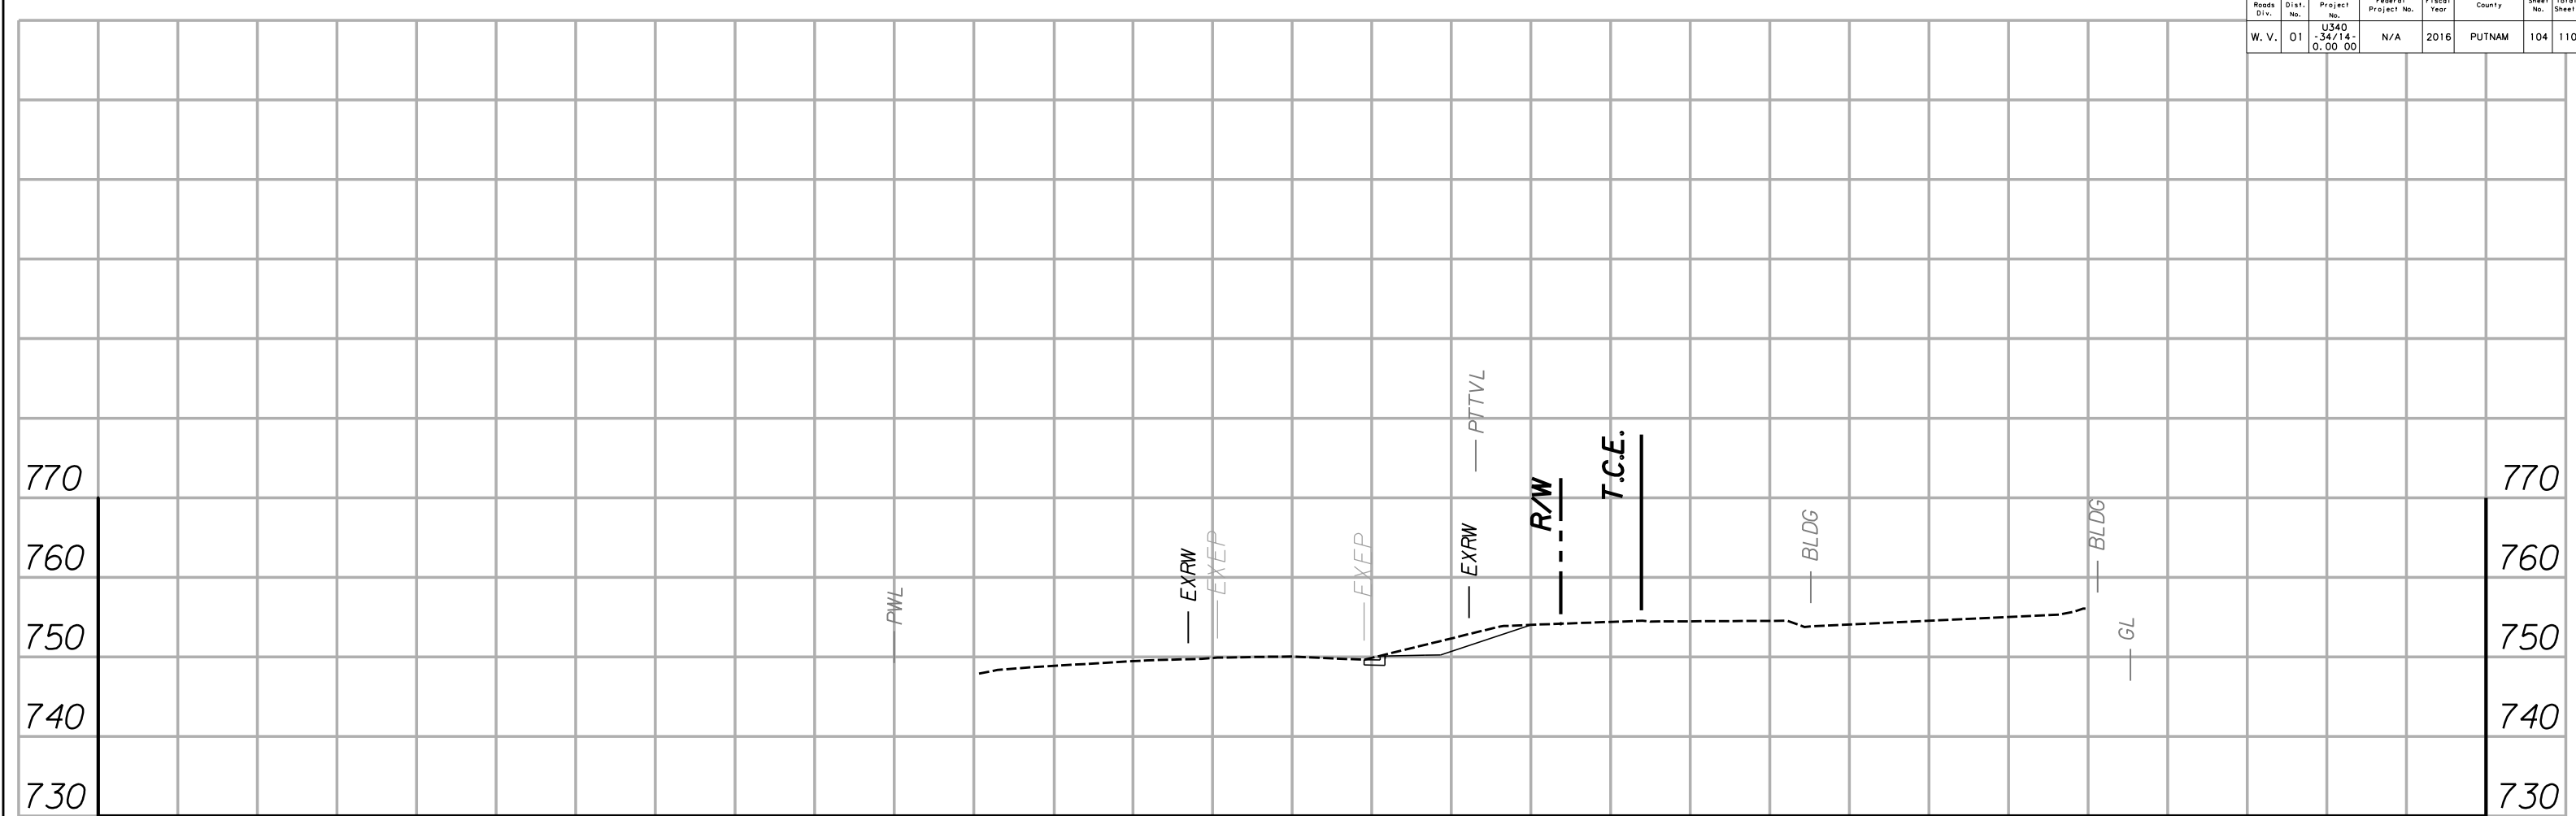 Roads Div.
Dist. No.
Project No.
Federal Project No.
Fiscal Year
County
Sheet No.
Total Sheet
W. V.
01
U340
-34/14-
0.00 00
N/A
2016
PUTNAM
104
110
PTTVL
R/W
T.C.E.
770
770
EXRW
EXEP
EXEP
EXRW
BLDG
BLDG
760
760
PWL
GL
750
750
740
740
730
730